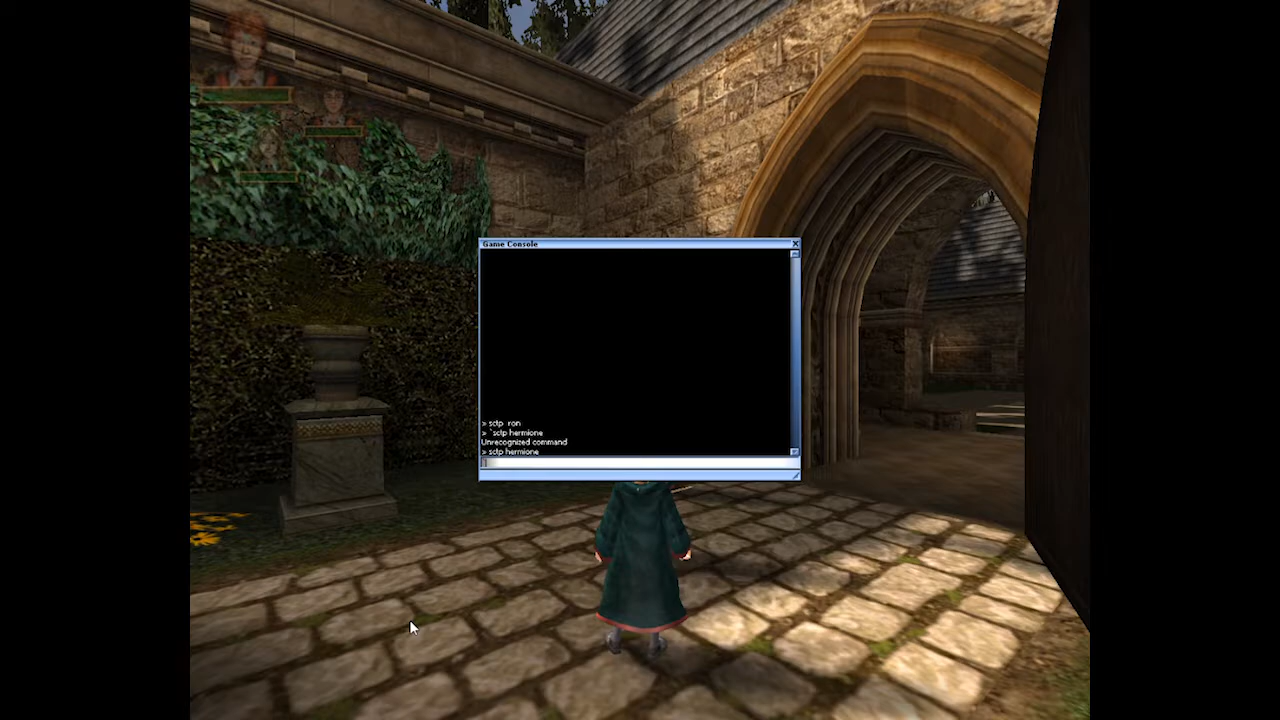 Game Console
> sctp ron
> `sctp hermione
Unrecognized command
> sctp hermione